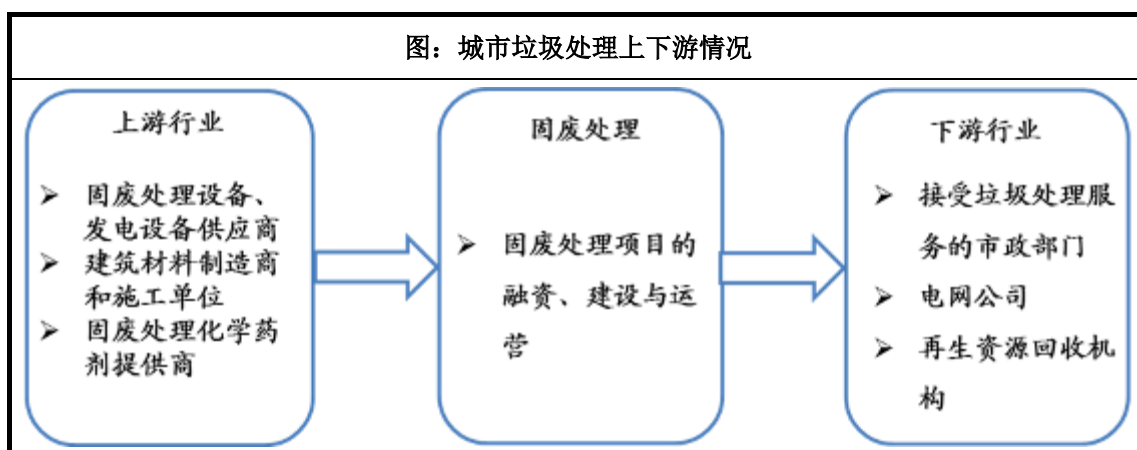 图：城市垃圾处理上下游情况
上游行业
➢ 固废处理设备、
发电设备供应商
➢ 建筑材料制造商
和施工单位
➢ 固废处理化学药
剂提供商
固废处理
➢ 固废处理项目的
融资、建设与运
营
下游行业
➢ 接受垃圾处理服
务的市政部门
➢ 电网公司
➢ 再生资源回收机
构